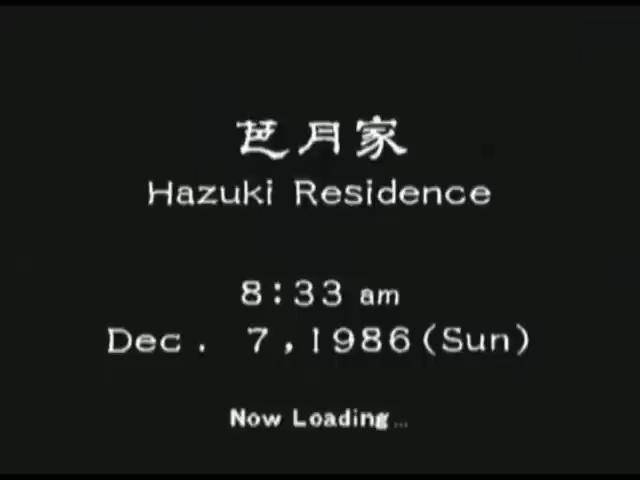 芭月家
Hazuki Residence
8:33 am
Dec. 7,1986(Sun)
Now Loading...